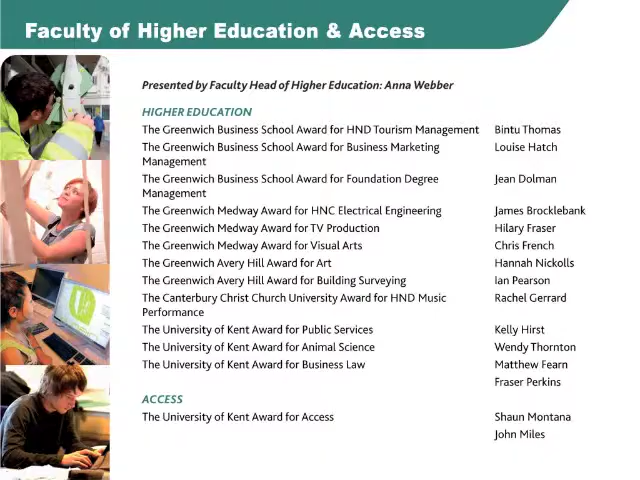 Faculty of Higher Education & Access
Presented by Faculty Head of Higher Education: Anna Webber
HIGHER EDUCATION
The Greenwich Business School Award for HND Tourism Management Bintu Thomas
The Greenwich Business School Award for Business Marketing Louise Hatch
Management
The Greenwich Business School Award for Foundation Degree Jean Dolman
Management
The Greenwich Medway Award for HNC Electrical Engineering James Brocklebank
The Greenwich Medway Award for TV Production Hilary Fraser
The Greenwich Medway Award for Visual Arts Chris French
The Greenwich Avery Hill Award for Art Hannah Nickolls
The Greenwich Avery Hill Award for Building Surveying Ian Pearson
The Canterbury Christ Church University Award for HND Music Rachel Gerrard
Performance
The University of Kent Award for Public Services Kelly Hirst
The University of Kent Award for Animal Science Wendy Thornton
The University of Kent Award for Business Law Matthew Fearn
Fraser Perkins
ACCESS
The University of Kent Award for Access Shaun Montana
John Miles